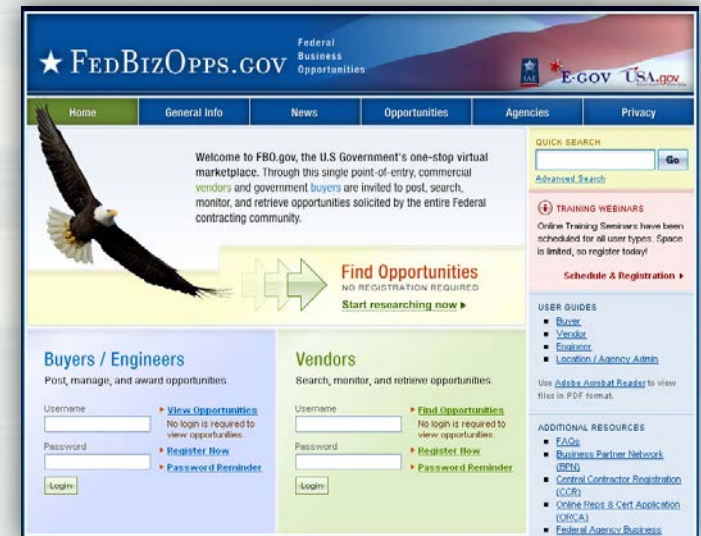 ★ FedBizOpps.gov
Federal
Business
Opportunities
IAE
E-GOV
USA.gov
Home
General Info
News
Opportunities
Agencies
Privacy
Welcome to FBO.gov, the U.S Government's one-stop virtual
marketplace. Through this single point-of-entry, commercial
vendors and government buyers are invited to post, search,
monitor, and retrieve opportunities solicited by the entire Federal
contracting community.
Find Opportunities
NO REGISTRATION REQUIRED
Start researching now
Buyers / Engineers
Post, manage, and award opportunities.
Username
Password
Login
View Opportunities
No login is required to
view opportunities.
Register Now
Password Reminder
Vendors
Search, monitor, and retrieve opportunities.
Username
Password
Login
Find Opportunities
No login is required to
view opportunities.
Register Now
Password Reminder
QUICK SEARCH
Go
Advanced Search
TRAINING WEBINARS
Online Training Seminars have been
scheduled for all user types. Space
is limited, so register today!
Schedule & Registration
USER GUIDES
Buyer
Vendor
Engineer
Location / Agency Admin
Use Adobe Acrobat Reader to view
files in PDF format.
ADDITIONAL RESOURCES
FAQs
Business Partner Network
(BPN)
Central Contractor Registration
(CCR)
Online Reps & Cert Application
(ORCA)
Federal Agency Business